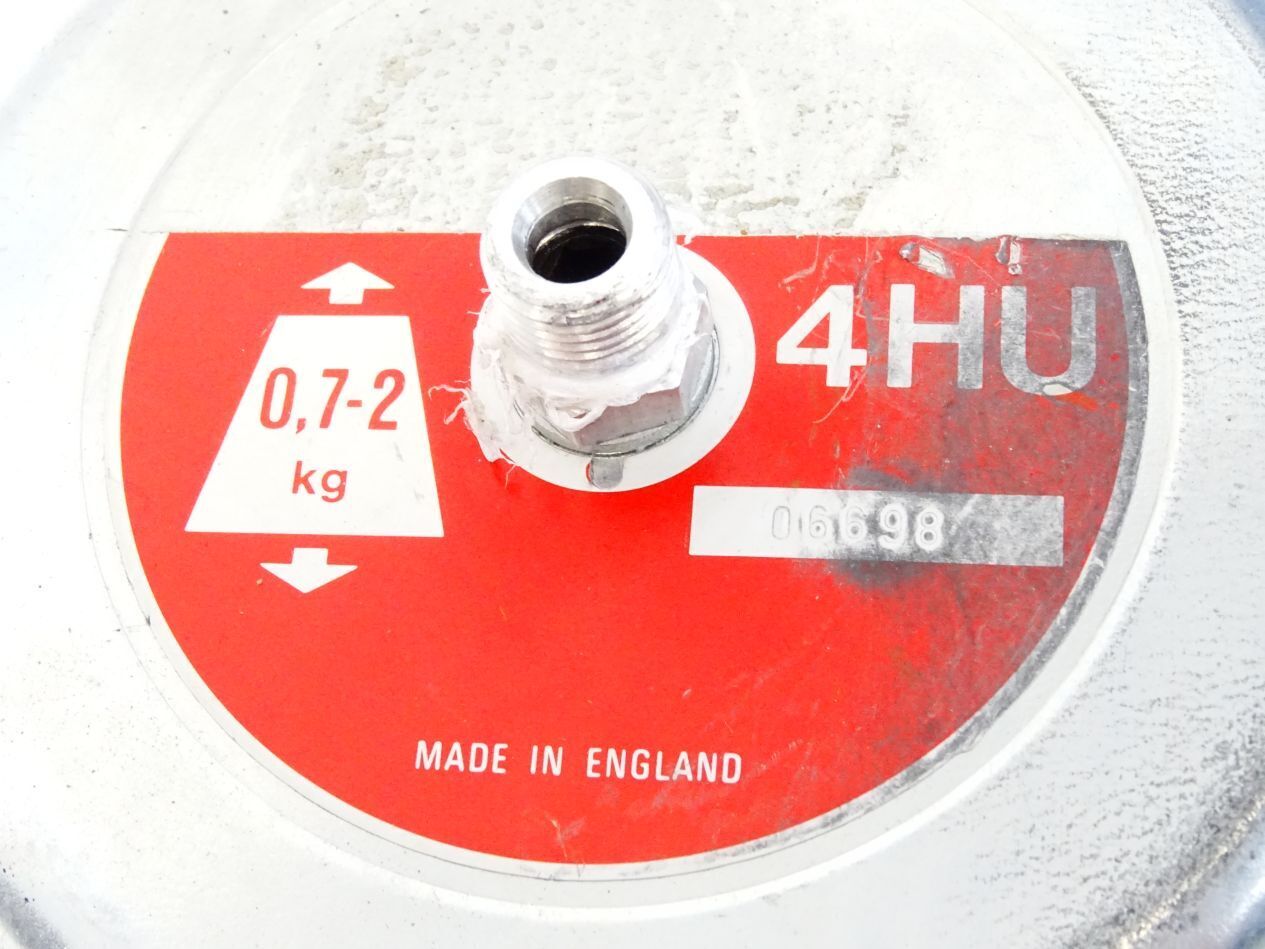 4HU
0,7-2
kg
06698
MADE IN ENGLAND